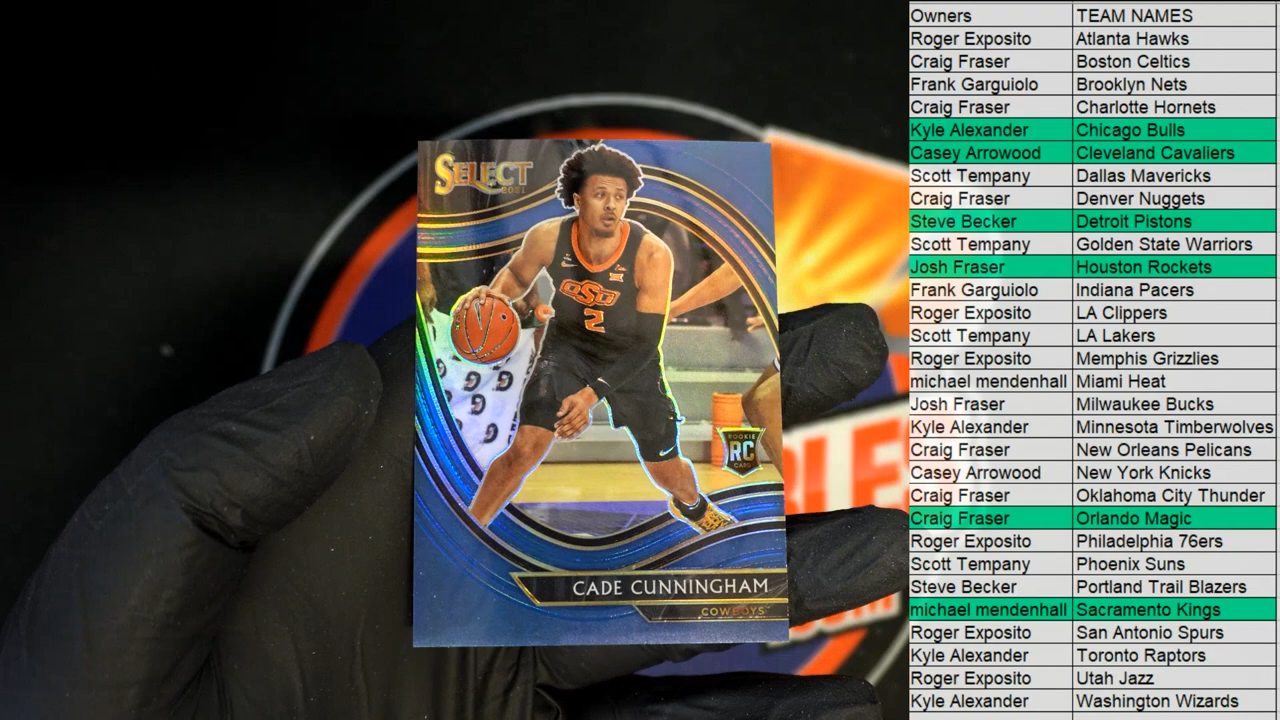 SELECT
2021
OSU
2
ROOKIE
RC
CARD
CADE CUNNINGHAM
COWBOYS
Owners TEAM NAMES
Roger Exposito Atlanta Hawks
Craig Fraser Boston Celtics
Frank Garguiolo Brooklyn Nets
Craig Fraser Charlotte Hornets
Kyle Alexander Chicago Bulls
Casey Arrowood Cleveland Cavaliers
Scott Tempany Dallas Mavericks
Craig Fraser Denver Nuggets
Steve Becker Detroit Pistons
Scott Tempany Golden State Warriors
Josh Fraser Houston Rockets
Frank Garguiolo Indiana Pacers
Roger Exposito LA Clippers
Scott Tempany LA Lakers
Roger Exposito Memphis Grizzlies
michael mendenhall Miami Heat
Josh Fraser Milwaukee Bucks
Kyle Alexander Minnesota Timberwolves
Craig Fraser New Orleans Pelicans
Casey Arrowood New York Knicks
Craig Fraser Oklahoma City Thunder
Craig Fraser Orlando Magic
Roger Exposito Philadelphia 76ers
Scott Tempany Phoenix Suns
Steve Becker Portland Trail Blazers
michael mendenhall Sacramento Kings
Roger Exposito San Antonio Spurs
Kyle Alexander Toronto Raptors
Roger Exposito Utah Jazz
Kyle Alexander Washington Wizards